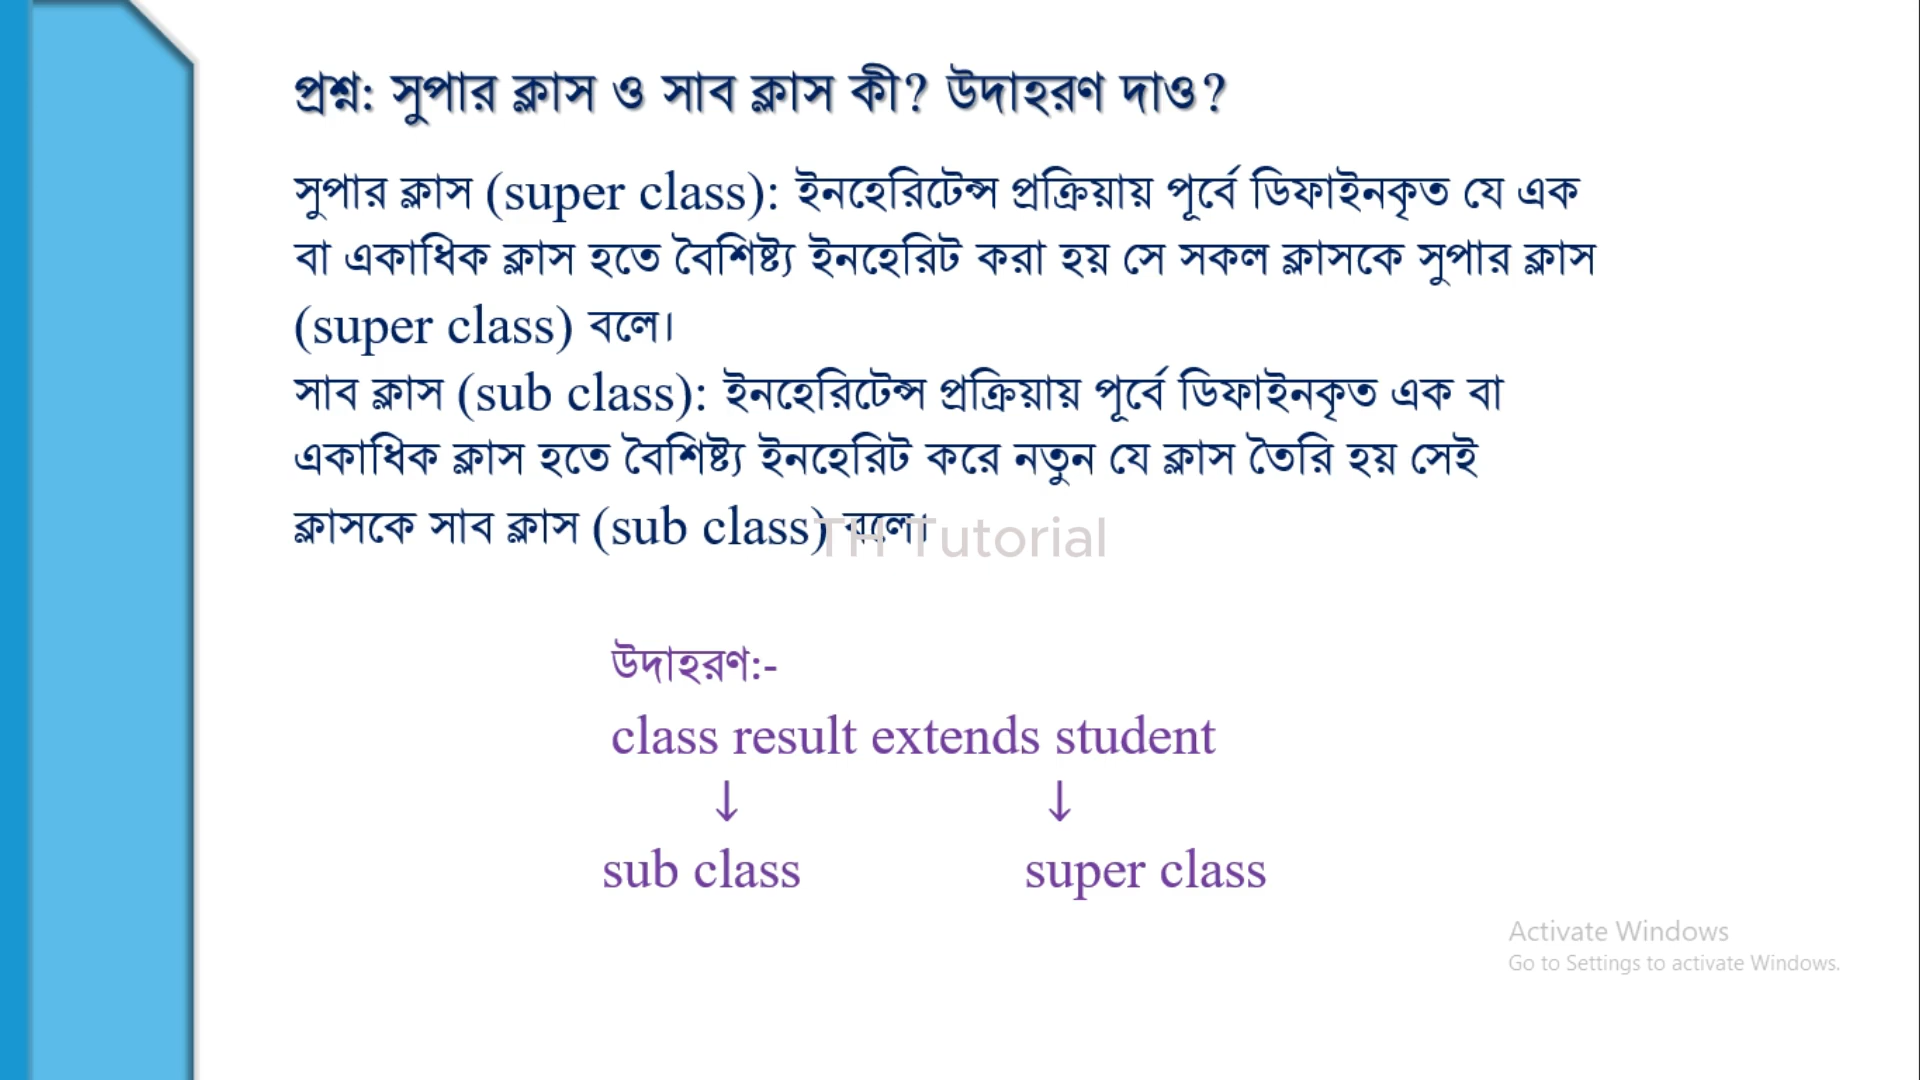 প্রশ্ন: সুপার ক্লাস ও সাব ক্লাস কী? উদাহরণ দাও?
সুপার ক্লাস (super class): ইনহেরিটেন্স প্রক্রিয়ায় পূর্বে ডিফাইনকৃত যে এক
বা একাধিক ক্লাস হতে বৈশিষ্ট্য ইনহেরিট করা হয় সে সকল ক্লাসকে সুপার ক্লাস
(super class) বলে।
সাব ক্লাস (sub class): ইনহেরিটেন্স প্রক্রিয়ায় পূর্বে ডিফাইনকৃত এক বা
একাধিক ক্লাস হতে বৈশিষ্ট্য ইনহেরিট করে নতুন যে ক্লাস তৈরি হয় সেই
ক্লাসকে সাব ক্লাস (sub class) বলে।
TH Tutorial
উদাহরণ:-
class result extends student
↓ ↓
sub class super class
Activate Windows
Go to Settings to activate Windows.